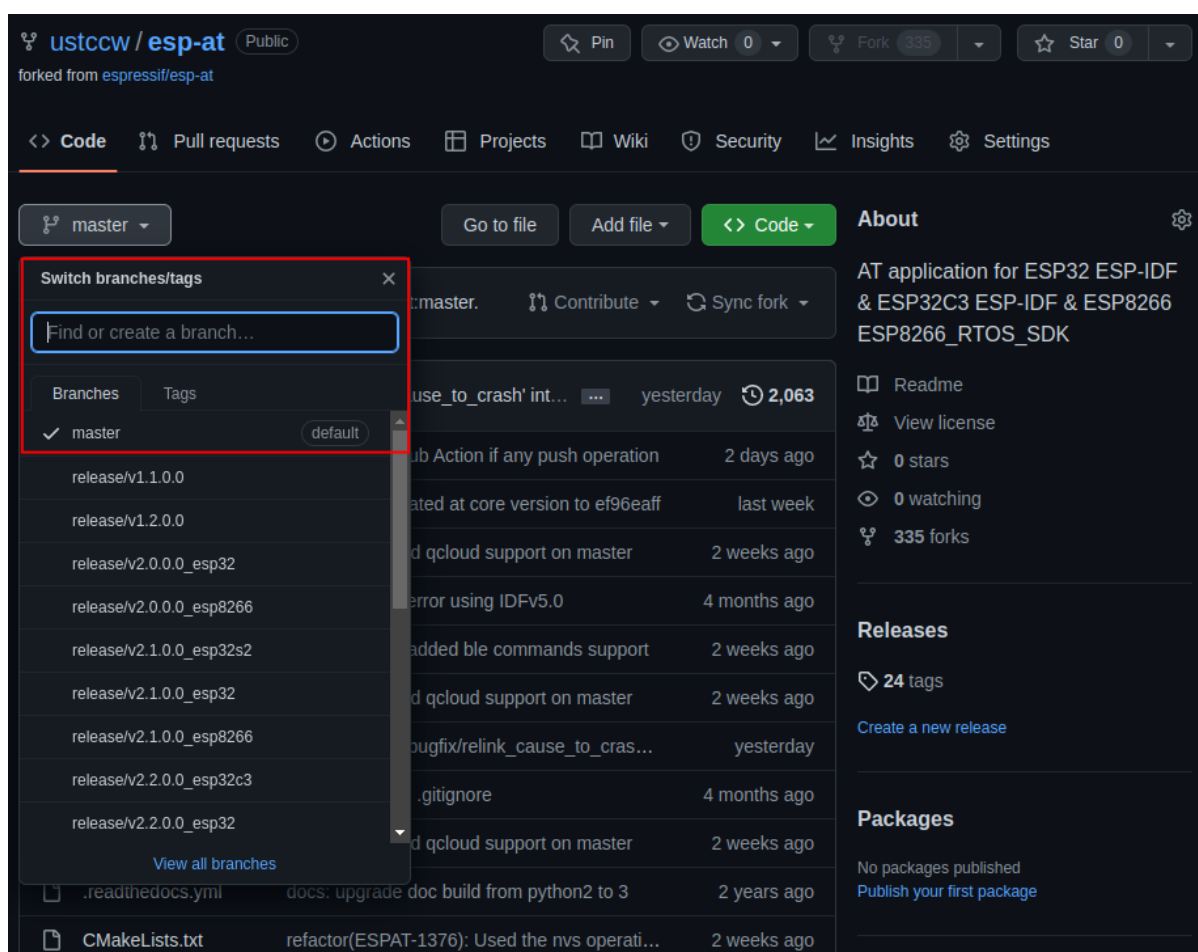 ustccw / esp-at Public
Pin
Watch 0
Fork 335
Star 0
forked from espressif/esp-at
Code
Pull requests
Actions
Projects
Wiki
Security
Insights
Settings
master
Go to file
Add file
Code
Switch branches/tags
Find or create a branch…
Branches
Tags
master default
release/v1.1.0.0
release/v1.2.0.0
release/v2.0.0.0_esp32
release/v2.0.0.0_esp8266
release/v2.1.0.0_esp32s2
release/v2.1.0.0_esp32
release/v2.1.0.0_esp8266
release/v2.2.0.0_esp32c3
release/v2.2.0.0_esp32
View all branches
:master.
Contribute
Sync fork
use_to_crash' int… ... yesterday 2,063
ub Action if any push operation 2 days ago
ated at core version to ef96eaff last week
d qcloud support on master 2 weeks ago
error using IDFv5.0 4 months ago
added ble commands support 2 weeks ago
d qcloud support on master 2 weeks ago
bugfix/relink_cause_to_cras… yesterday
.gitignore 4 months ago
d qcloud support on master 2 weeks ago
.readthedocs.yml docs: upgrade doc build from python2 to 3 2 years ago
CMakeLists.txt refactor(ESPAT-1376): Used the nvs operati… 2 weeks ago
About
AT application for ESP32 ESP-IDF
& ESP32C3 ESP-IDF & ESP8266
ESP8266_RTOS_SDK
Readme
View license
0 stars
0 watching
335 forks
Releases
24 tags
Create a new release
Packages
No packages published
Publish your first package